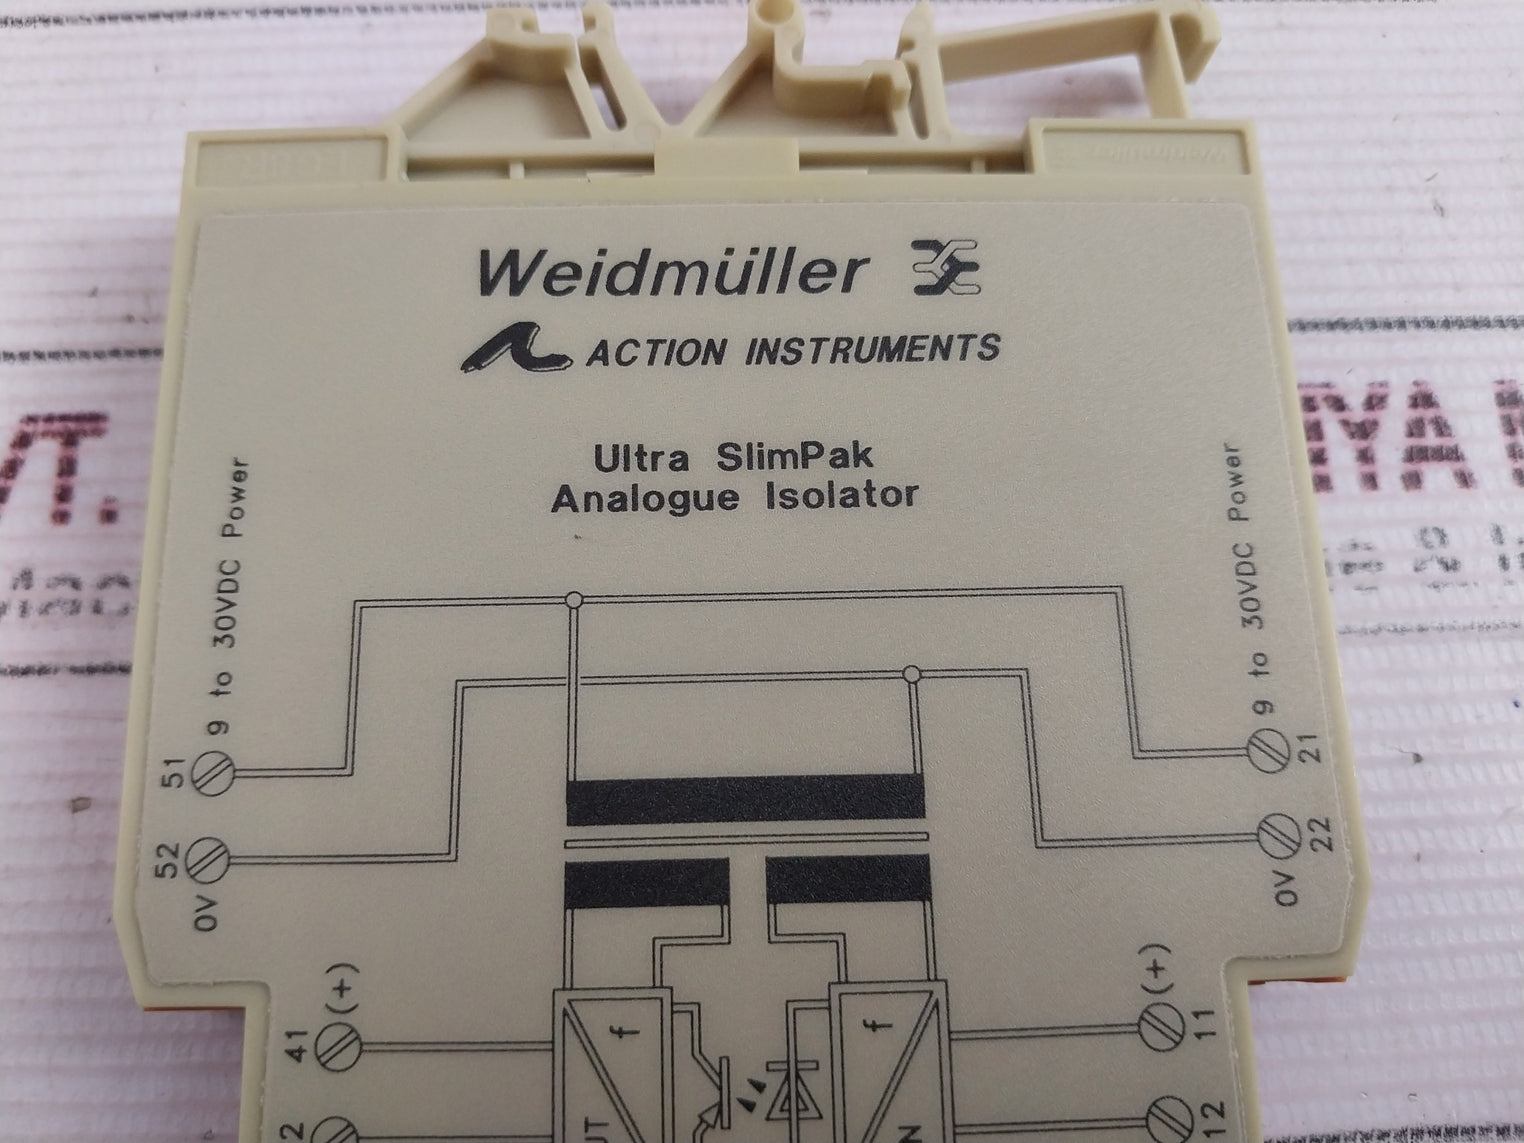 Weidmüller
ACTION INSTRUMENTS
Ultra SlimPak
Analogue Isolator
9 to 30VDC Power
9 to 30VDC Power
51
21
52
22
0V
0V
(+)
(+)
41
11
f
f
12
Weidmüller